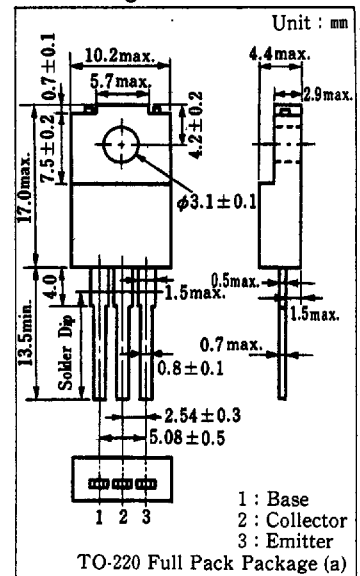 Unit : mm
10.2max.
5.7max.
0.7±0.1
7.5±0.2
17.0max.
4.2±0.2
φ3.1±0.1
4.4max.
2.9max.
4.0
13.5min.
Solder Dip
1.5max.
0.8±0.1
2.54±0.3
5.08±0.5
0.5max.
1.5max.
0.7max.
1 2 3
1 : Base
2 : Collector
3 : Emitter
TO-220 Full Pack Package (a)